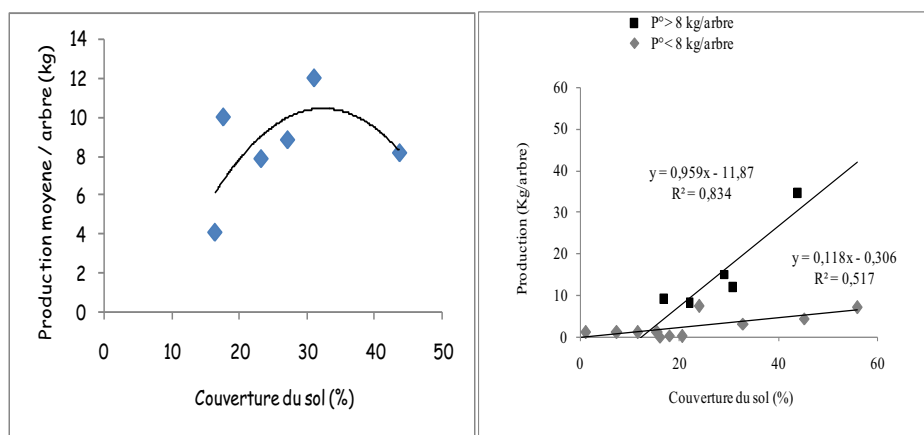 Production moyene / arbre (kg)
14
12
10
8
6
4
2
0
0
10
20
30
40
50
Couverture du sol (%)
P°> 8 kg/arbre
P°< 8 kg/arbre
Production (Kg/arbre)
60
50
40
30
20
10
0
y = 0,959x - 11,87
R² = 0,834
y = 0,118x - 0,306
R² = 0,517
0
20
40
60
Couverture du sol (%)